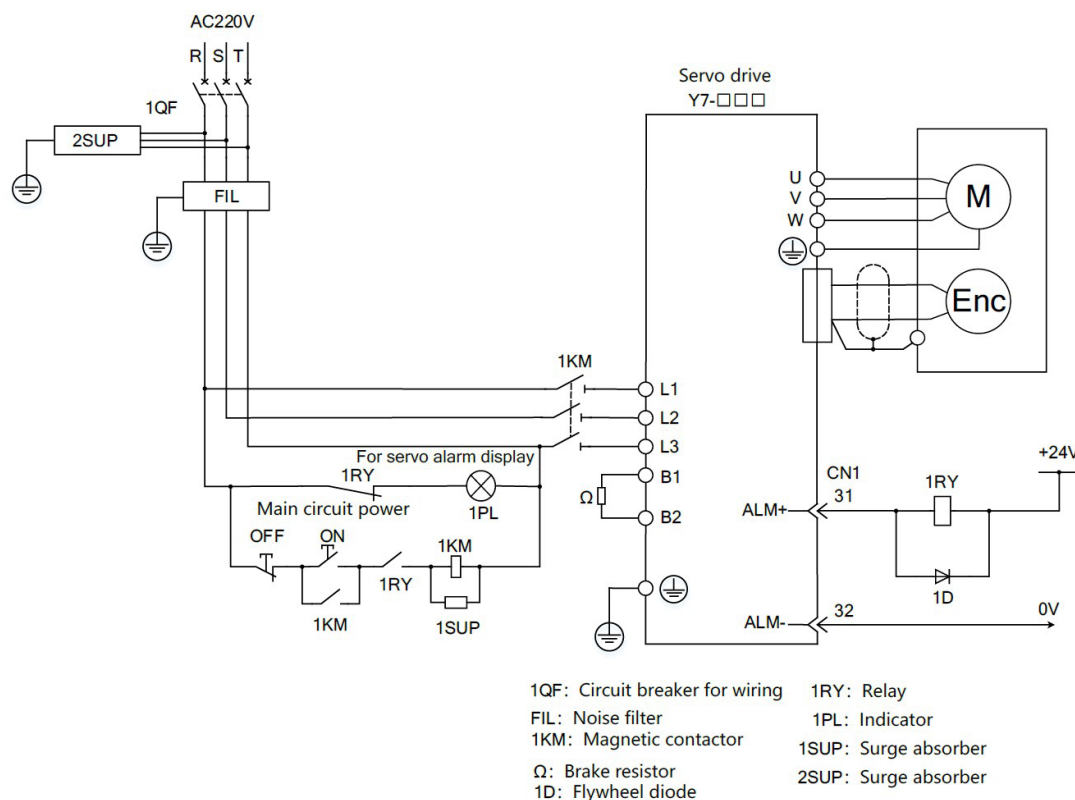 AC220V
R S T
1QF
2SUP
FIL
Servo drive
Y7-□□□
U
V
W
M
Enc
1KM
L1
L2
L3
For servo alarm display
1RY
1PL
Main circuit power
OFF
ON
1KM
1RY
1KM
1SUP
Ω
B1
B2
CN1
ALM+
31
1RY
+24V
1D
ALM-
32
0V
1QF: Circuit breaker for wiring
FIL: Noise filter
1KM: Magnetic contactor
Ω: Brake resistor
1D: Flywheel diode
1RY: Relay
1PL: Indicator
1SUP: Surge absorber
2SUP: Surge absorber